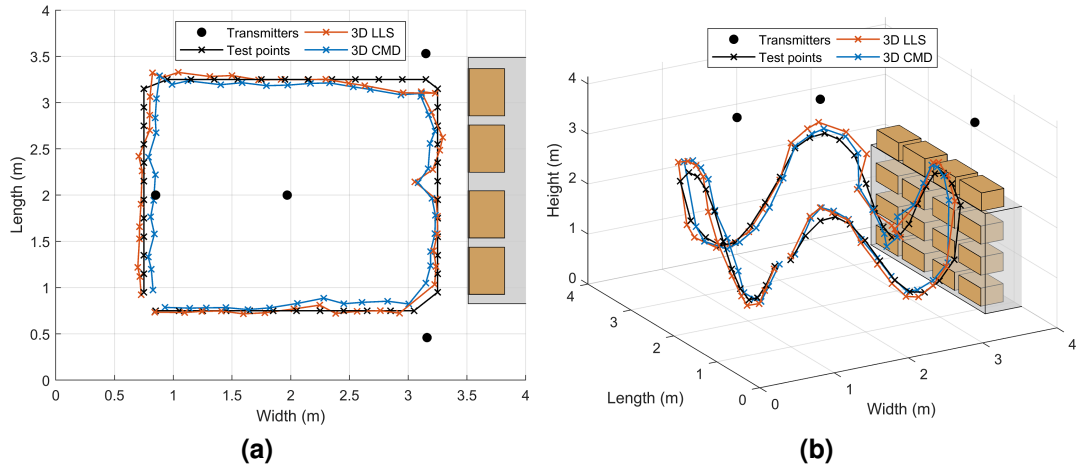 Transmitters
3D LLS
Test points
3D CMD
4
3.5
3
2.5
2
1.5
1
0.5
0
Length (m)
0
0.5
1
1.5
2
2.5
3
3.5
4
Width (m)
(a)
Transmitters
3D LLS
Test points
3D CMD
4
3
2
1
0
Height (m)
4
3
2
1
0
Length (m)
0
1
2
3
4
Width (m)
(b)